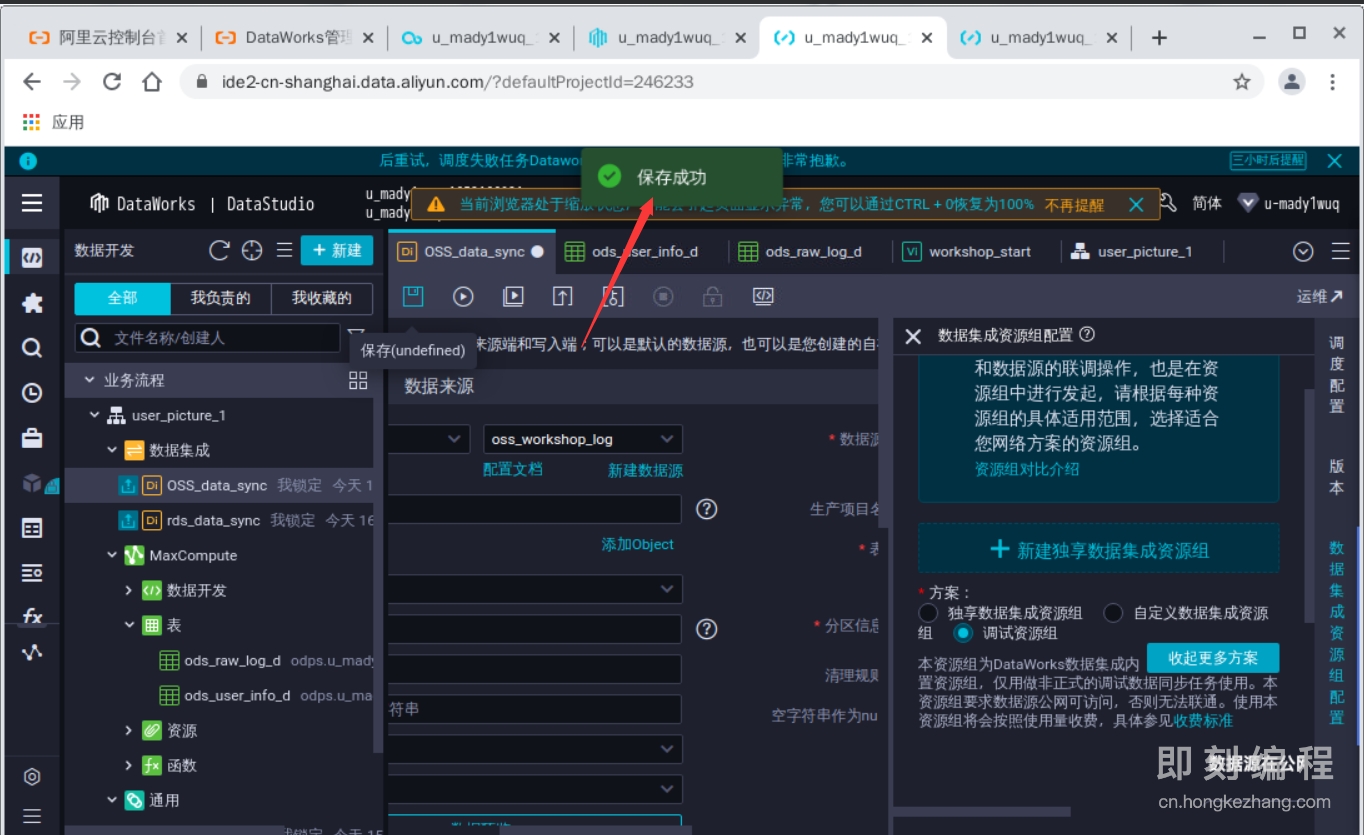 阿里云控制台首
DataWorks管理
u_mady1wuq_
u_mady1wuq_
u_mady1wuq_
u_mady1wuq_
ide2-cn-shanghai.data.aliyun.com/?defaultProjectId=246233
应用
后重试，调度失败任务Datawo
非常抱歉。
三小时后提醒
保存成功
DataWorks | DataStudio
u_mady
u_mady
当前浏览器处于缩放状态，
您可以通过CTRL + 0恢复为100%
不再提醒
简体
u-mady1wuq
数据开发
新建
OSS_data_sync
ods_user_info_d
ods_raw_log_d
workshop_start
user_picture_1
全部
我负责的
我收藏的
运维
文件名称/创建人
保存(undefined)
来源端和写入端；可以是默认的数据源，也可以是您创建的自
数据集成资源组配置
业务流程
数据来源
user_picture_1
数据集成
OSS_data_sync 我锁定 今天 1
rds_data_sync 我锁定 今天 16
MaxCompute
数据开发
表
ods_raw_log_d odps.u_mady
ods_user_info_d odps.u_ma
资源
函数
通用
oss_workshop_log
* 数据源
配置文档
新建数据源
生产项目名
添加Object
* 表
* 分区信息
清理规则
符串
空字符串作为nu
和数据源的联调操作，也是在资
源组中进行发起，请根据每种资
源组的具体适用范围，选择适合
您网络方案的资源组。
资源组对比介绍
新建独享数据集成资源组
* 方案：
独享数据集成资源组
自定义数据集成资源
组
调试资源组
收起更多方案
本资源组为DataWorks数据集成内
置资源组，仅用做非正式的调试数据同步任务使用。本
资源组要求数据源公网可访问，否则无法联通。使用本
资源组将会按照使用量收费，具体参见收费标准
数据源在公网
调度配置
版本
数据集成资源组配置
即刻编程
cn.hongkezhang.com